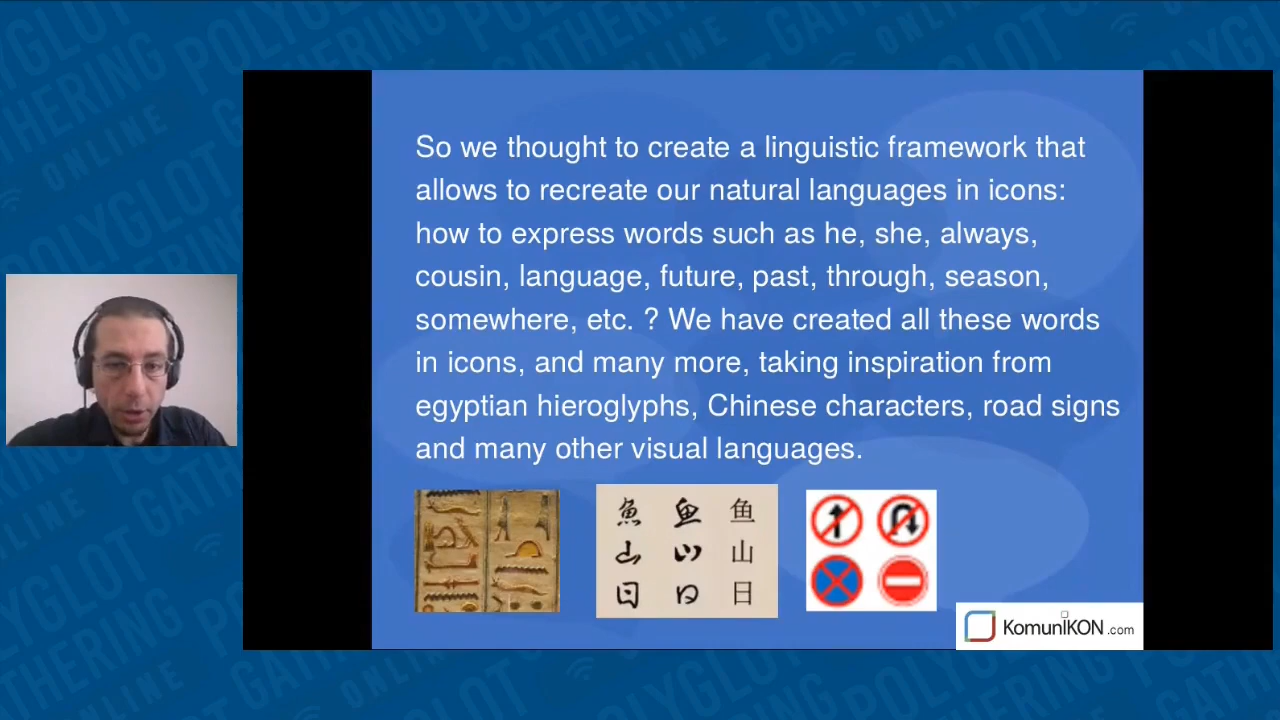 So we thought to create a linguistic framework that
allows to recreate our natural languages in icons:
how to express words such as he, she, always,
cousin, language, future, past, through, season,
somewhere, etc. ? We have created all these words
in icons, and many more, taking inspiration from
egyptian hieroglyphs, Chinese characters, road signs
and many other visual languages.
魚 鱼 鱼
山 山 山
日 日 日
KomunIKON.com
POLYGLOT
GATHERING
ONLINE